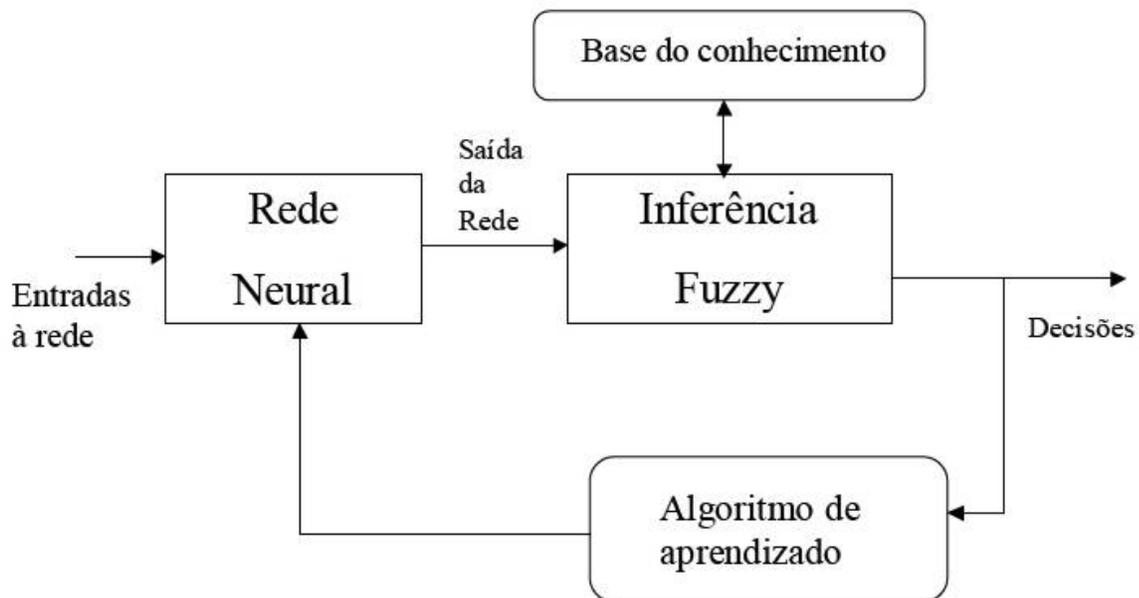 Base do conhecimento
Saída
da
Rede
Rede
Neural
Inferência
Fuzzy
Entradas
à rede
Decisões
Algoritmo de
aprendizado